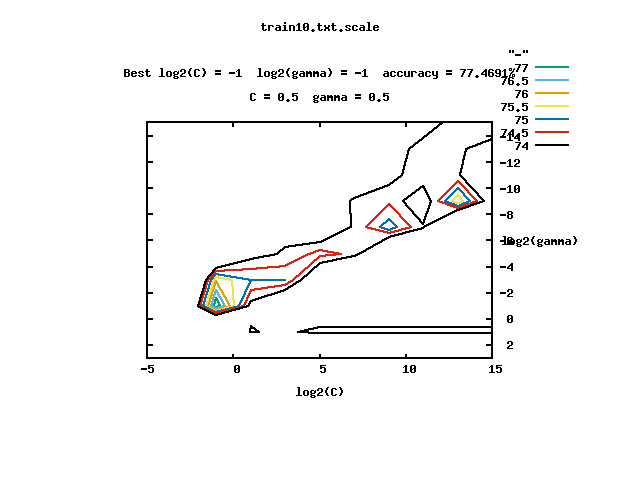 train10.txt.scale
"-"
Best log2(C) = -1  log2(gamma) = -1  accuracy = 77.4691%
77
76.5
76
C = 0.5  gamma = 0.5
75.5
75
74.5
74
-14
-12
-10
-8
-6
log2(gamma)
-4
-2
0
2
-5 0 5 10 15
log2(C)